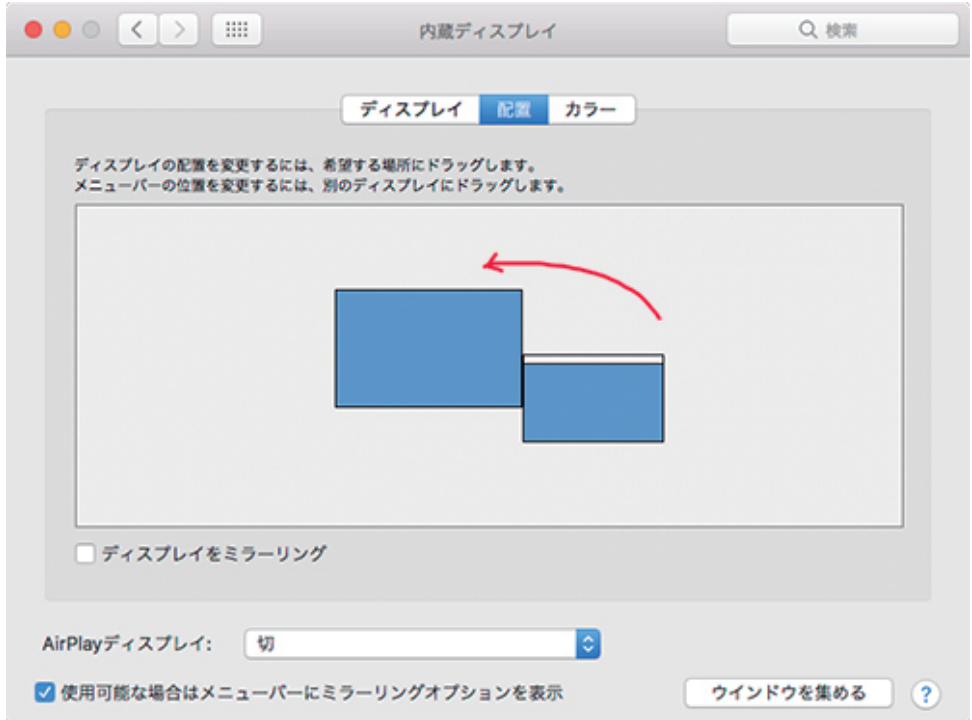 内蔵ディスプレイ
検索
ディスプレイ 配置 カラー
ディスプレイの配置を変更するには、希望する場所にドラッグします。
メニューバーの位置を変更するには、別のディスプレイにドラッグします。
ディスプレイをミラーリング
AirPlayディスプレイ: 切
使用可能な場合はメニューバーにミラーリングオプションを表示
ウインドウを集める ?